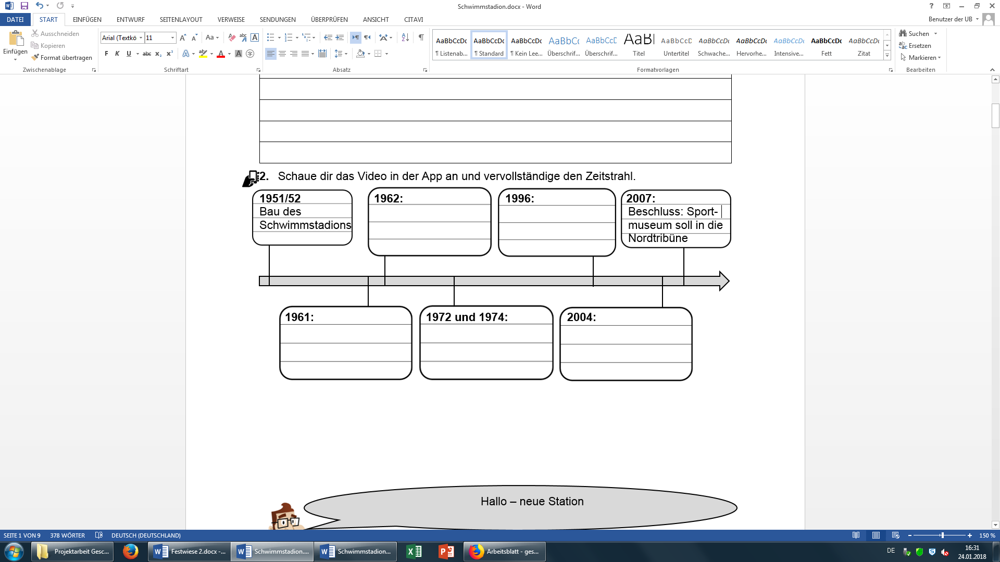 Schwimmstadion.docx - Word
DATEI START EINFÜGEN ENTWURF SEITENLAYOUT VERWEISE SENDUNGEN ÜBERPRÜFEN ANSICHT CITAVI
Benutzer der UB
Einfügen
Ausschneiden
Kopieren
Format übertragen
Zwischenablage
Arial (Textkö 11
F K U abc x₂ x²
Schriftart
Absatz
AaBbCcDc AaBbCcDc AaBbCcDc AaBbCc AaBbCcD AaBl AaBbCcD AaBbCcDc AaBbCcDc AaBbCcDc AaBbCcDc AaBbCcDc
¶ Listenab... ¶ Standard ¶ Kein Lee... Überschrif... Überschrif... Titel Untertitel Schwache... Hervorhe... Intensive... Fett Zitat
Formatvorlagen
Suchen
Ersetzen
Markieren
Bearbeiten
2. Schaue dir das Video in der App an und vervollständige den Zeitstrahl.
1951/52
Bau des
Schwimmstadions
1962:
1996:
2007:
Beschluss: Sport-
museum soll in die
Nordtribüne
1961:
1972 und 1974:
2004:
Hallo – neue Station
SEITE 1 VON 9 378 WÖRTER DEUTSCH (DEUTSCHLAND)
150 %
Projektarbeit Gesc...
Festwiese 2.docx -...
Schwimmstadion....
Schwimmstadion...
Arbeitsblatt - ges...
DE
16:31
24.01.2018